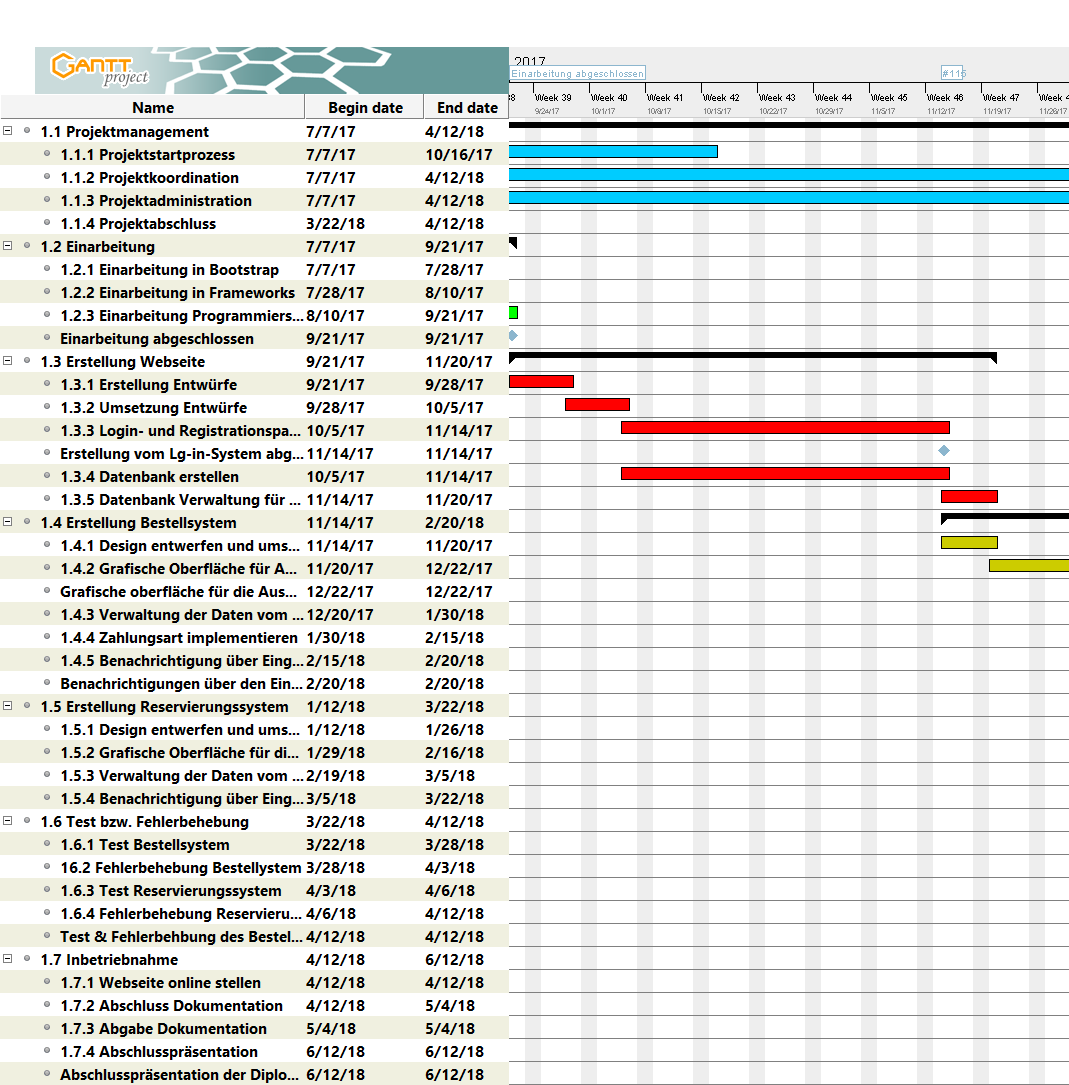 GANTT
project
2017
Einarbeitung abgeschlossen
#116
38 Week 39 Week 40 Week 41 Week 42 Week 43 Week 44 Week 45 Week 46 Week 47 Week 4
9/24/17 10/1/17 10/8/17 10/15/17 10/22/17 10/29/17 11/5/17 11/12/17 11/19/17 11/26/17
Name Begin date End date
1.1 Projektmanagement 7/7/17 4/12/18
1.1.1 Projektstartprozess 7/7/17 10/16/17
1.1.2 Projektkoordination 7/7/17 4/12/18
1.1.3 Projektadministration 7/7/17 4/12/18
1.1.4 Projektabschluss 3/22/18 4/12/18
1.2 Einarbeitung 7/7/17 9/21/17
1.2.1 Einarbeitung in Bootstrap 7/7/17 7/28/17
1.2.2 Einarbeitung in Frameworks 7/28/17 8/10/17
1.2.3 Einarbeitung Programmiers... 8/10/17 9/21/17
Einarbeitung abgeschlossen 9/21/17 9/21/17
1.3 Erstellung Webseite 9/21/17 11/20/17
1.3.1 Erstellung Entwürfe 9/21/17 9/28/17
1.3.2 Umsetzung Entwürfe 9/28/17 10/5/17
1.3.3 Login- und Registrationspa... 10/5/17 11/14/17
Erstellung vom Lg-in-System abg... 11/14/17 11/14/17
1.3.4 Datenbank erstellen 10/5/17 11/14/17
1.3.5 Datenbank Verwaltung für ... 11/14/17 11/20/17
1.4 Erstellung Bestellsystem 11/14/17 2/20/18
1.4.1 Design entwerfen und ums... 11/14/17 11/20/17
1.4.2 Grafische Oberfläche für A... 11/20/17 12/22/17
Grafische oberfläche für die Aus... 12/22/17 12/22/17
1.4.3 Verwaltung der Daten vom ... 12/20/17 1/30/18
1.4.4 Zahlungsart implementieren 1/30/18 2/15/18
1.4.5 Benachrichtigung über Eing... 2/15/18 2/20/18
Benachrichtigungen über den Ein... 2/20/18 2/20/18
1.5 Erstellung Reservierungssystem 1/12/18 3/22/18
1.5.1 Design entwerfen und ums... 1/12/18 1/26/18
1.5.2 Grafische Oberfläche für di... 1/29/18 2/16/18
1.5.3 Verwaltung der Daten vom ... 2/19/18 3/5/18
1.5.4 Benachrichtigung über Eing... 3/5/18 3/22/18
1.6 Test bzw. Fehlerbehebung 3/22/18 4/12/18
1.6.1 Test Bestellsystem 3/22/18 3/28/18
16.2 Fehlerbehebung Bestellystem 3/28/18 4/3/18
1.6.3 Test Reservierungssystem 4/3/18 4/6/18
1.6.4 Fehlerbehebung Reservieru... 4/6/18 4/12/18
Test & Fehlerbehbung des Bestel... 4/12/18 4/12/18
1.7 Inbetriebnahme 4/12/18 6/12/18
1.7.1 Webseite online stellen 4/12/18 4/12/18
1.7.2 Abschluss Dokumentation 4/12/18 5/4/18
1.7.3 Abgabe Dokumentation 5/4/18 5/4/18
1.7.4 Abschlusspräsentation 6/12/18 6/12/18
Abschlusspräsentation der Diplo... 6/12/18 6/12/18